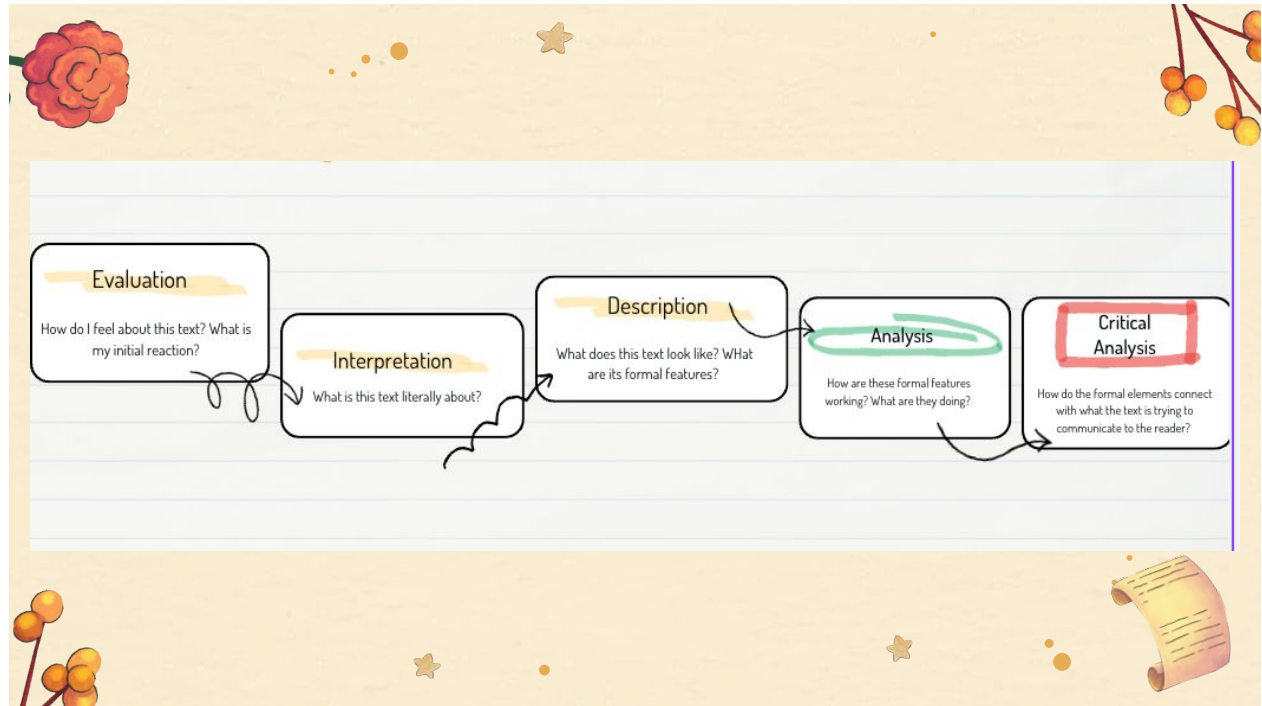 Evaluation
How do I feel about this text? What is
my initial reaction?
Interpretation
What is this text literally about?
Description
What does this text look like? WHat
are its formal features?
Analysis
How are these formal features
working? What are they doing?
Critical
Analysis
How do the formal elements connect
with what the text is trying to
communicate to the reader?